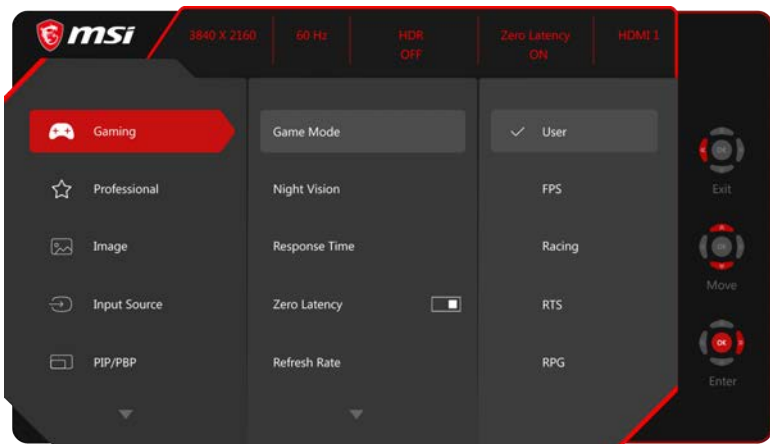 msi
3840 X 2160
60 Hz
HDR
OFF
Zero Latency
ON
HDMI 1
Gaming
Professional
Image
Input Source
PIP/PBP
Game Mode
Night Vision
Response Time
Zero Latency
Refresh Rate
User
FPS
Racing
RTS
RPG
OK
Exit
OK
Move
OK
Enter